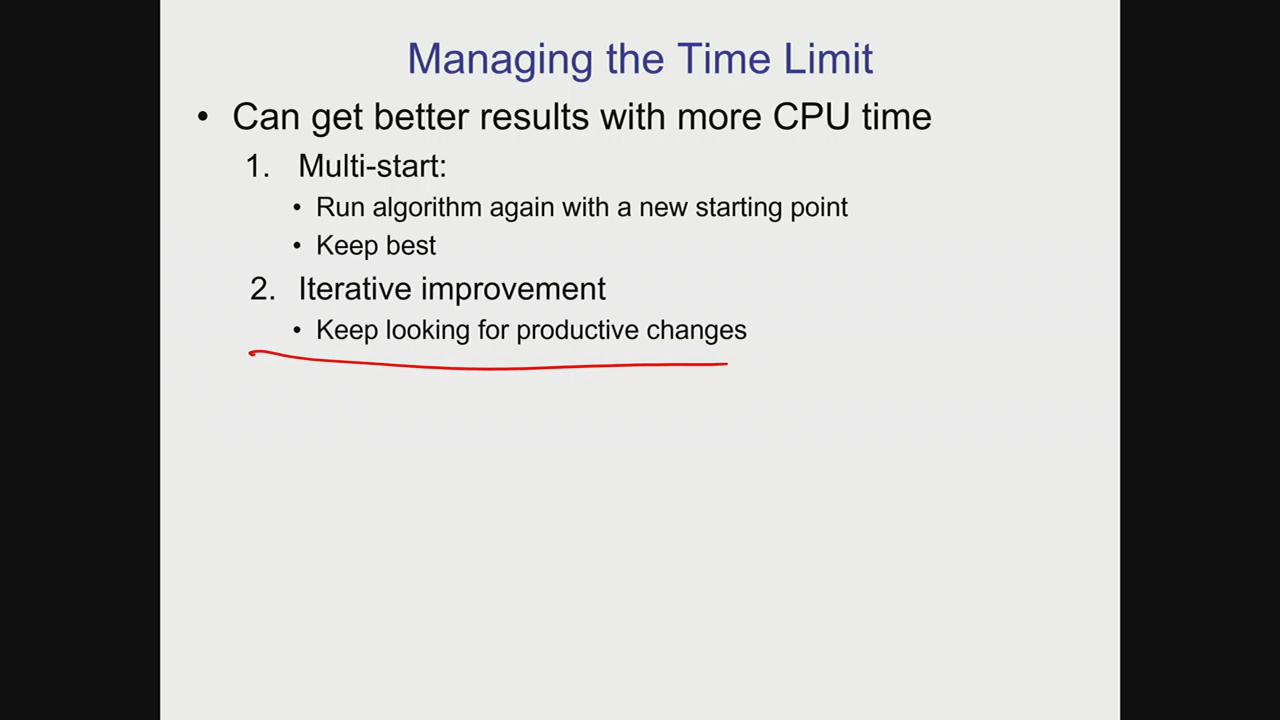 Managing the Time Limit
• Can get better results with more CPU time
1. Multi-start:
• Run algorithm again with a new starting point
• Keep best
2. Iterative improvement
• Keep looking for productive changes